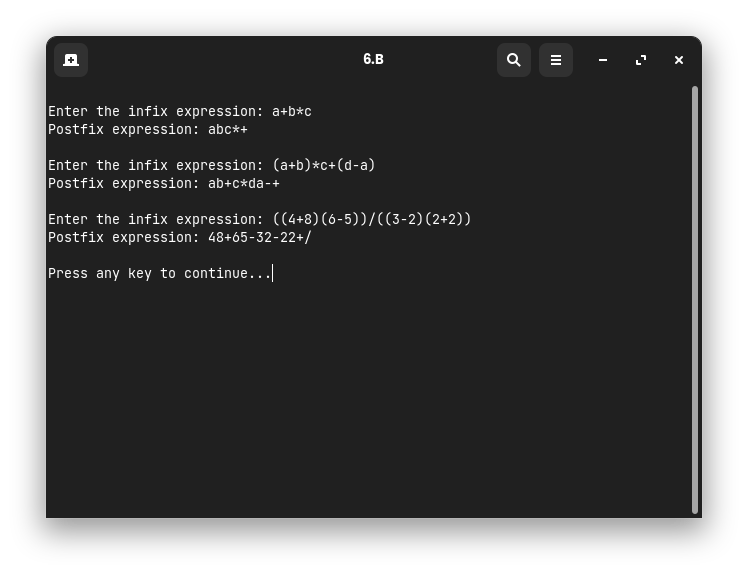 6.B
Enter the infix expression: a+b*c
Postfix expression: abc*+
Enter the infix expression: (a+b)*c+(d-a)
Postfix expression: ab+c*da-+
Enter the infix expression: ((4+8)(6-5))/((3-2)(2+2))
Postfix expression: 48+65-32-22+/
Press any key to continue...